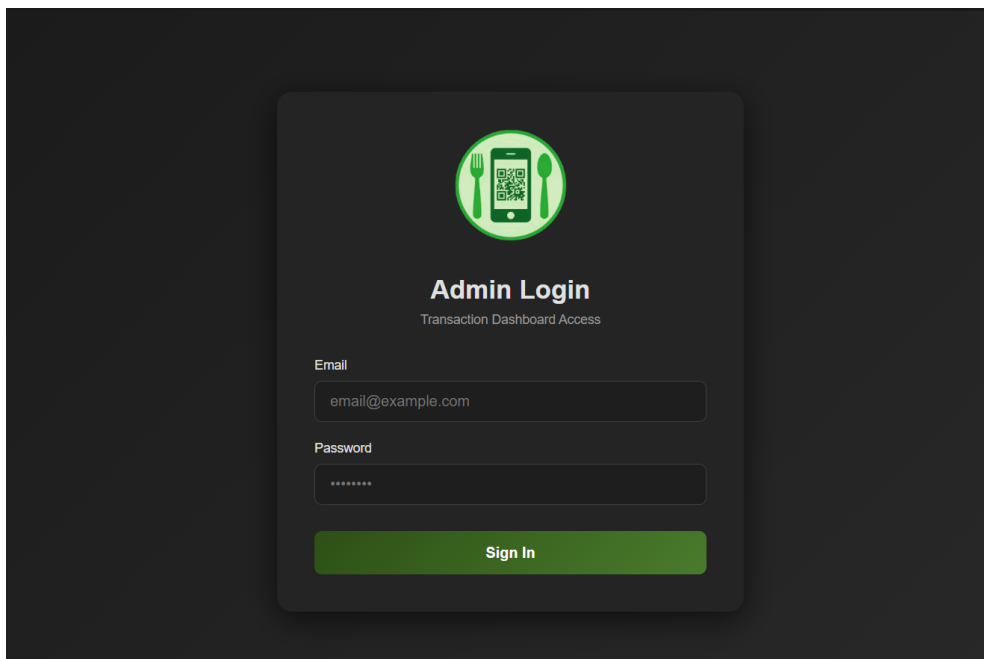 Admin Login
Transaction Dashboard Access
Email
email@example.com
Password
••••••••
Sign In